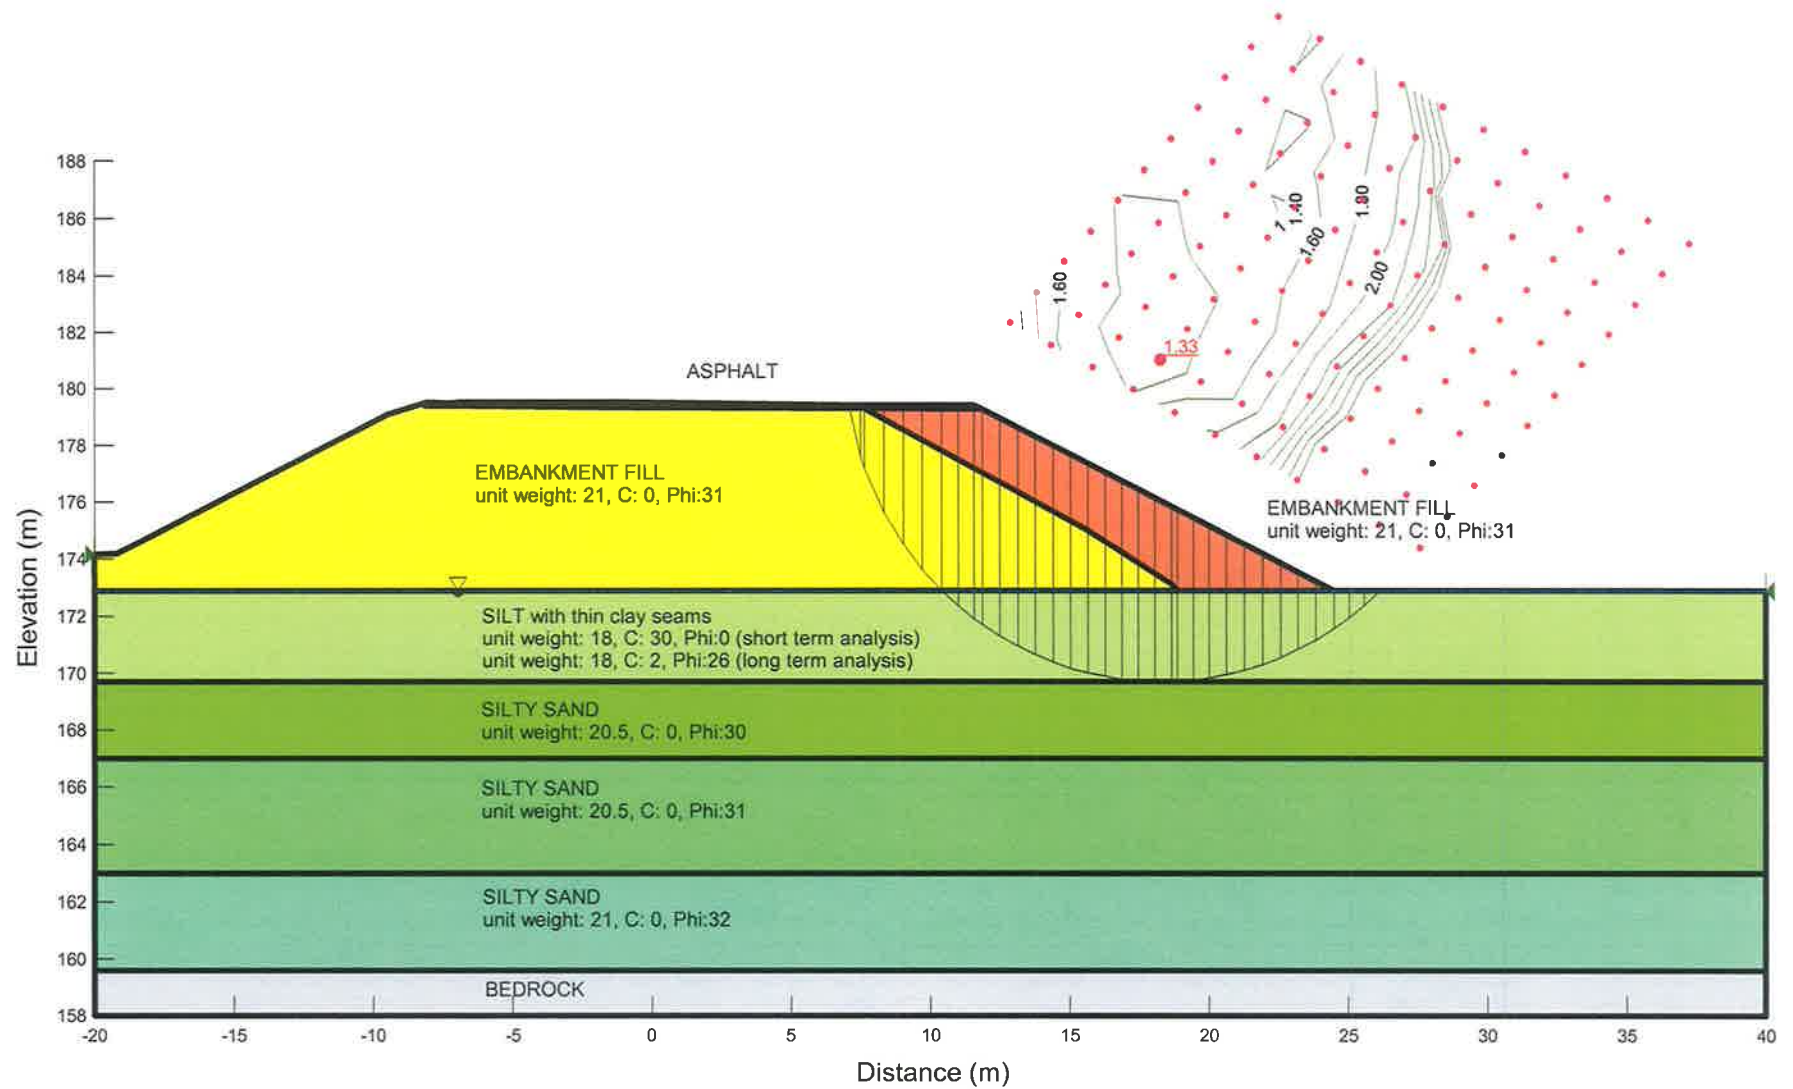 188
186
184
182
180
178
176
174
172
170
168
166
164
162
160
158
Elevation (m)
-20
-15
-10
-5
0
5
10
15
20
25
30
35
40
Distance (m)
ASPHALT
EMBANKMENT FILL
unit weight: 21, C: 0, Phi:31
EMBANKMENT FILL
unit weight: 21, C: 0, Phi:31
SILT with thin clay seams
unit weight: 18, C: 30, Phi:0 (short term analysis)
unit weight: 18, C: 2, Phi:26 (long term analysis)
SILTY SAND
unit weight: 20.5, C: 0, Phi:30
SILTY SAND
unit weight: 20.5, C: 0, Phi:31
SILTY SAND
unit weight: 21, C: 0, Phi:32
BEDROCK
1.60
1.40
1.60
1.80
2.00
1.33